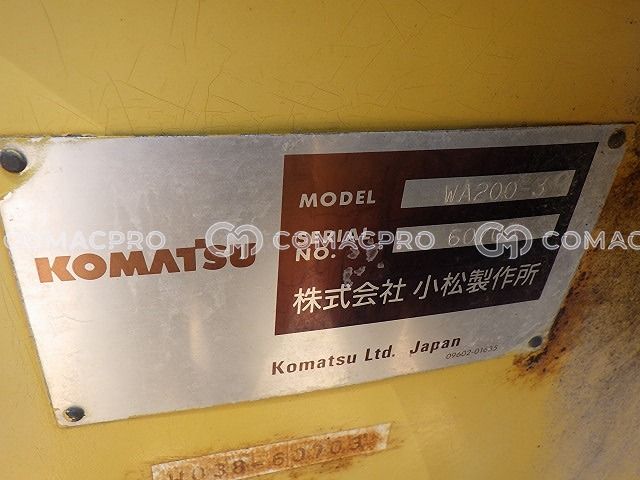 MODEL WA200-3
SERIAL
NO.
KOMATSU
株式会社 小松製作所
Komatsu Ltd. Japan
09602-01635
COMACPRO COMACPRO COMACPRO